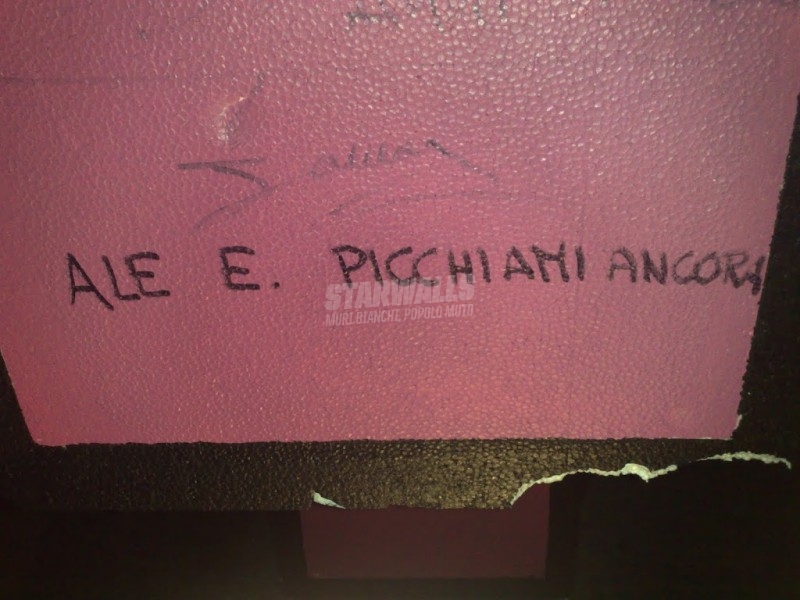 ALE E. PICCHIAMI ANCORA
STARWALLS
MURI BIANCHI, POPOLO MUTO